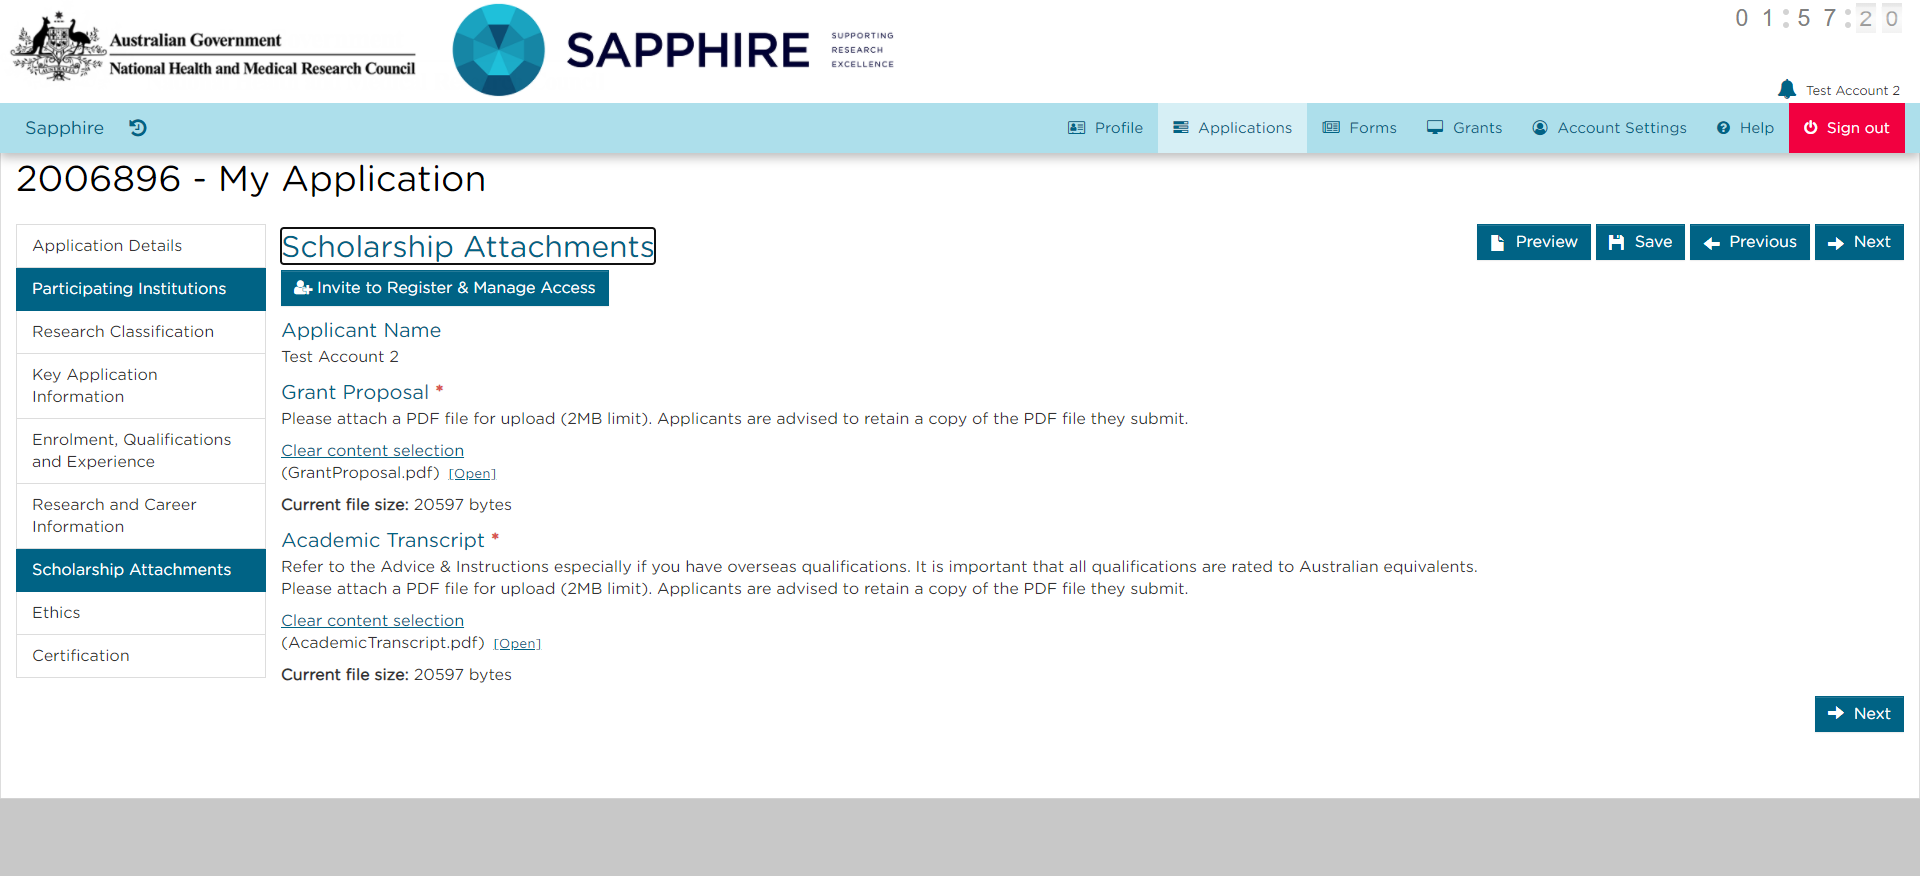 Australian Government
National Health and Medical Research Council
SAPPHIRE
SUPPORTING
RESEARCH
EXCELLENCE
01:57:20
Test Account 2
Sapphire
Profile
Applications
Forms
Grants
Account Settings
Help
Sign out
2006896 - My Application
Application Details
Participating Institutions
Research Classification
Key Application
Information
Enrolment, Qualifications
and Experience
Research and Career
Information
Scholarship Attachments
Ethics
Certification
Scholarship Attachments
Preview
Save
Previous
Next
Invite to Register & Manage Access
Applicant Name
Test Account 2
Grant Proposal *
Please attach a PDF file for upload (2MB limit). Applicants are advised to retain a copy of the PDF file they submit.
Clear content selection
(GrantProposal.pdf) [Open]
Current file size: 20597 bytes
Academic Transcript *
Refer to the Advice & Instructions especially if you have overseas qualifications. It is important that all qualifications are rated to Australian equivalents.
Please attach a PDF file for upload (2MB limit). Applicants are advised to retain a copy of the PDF file they submit.
Clear content selection
(AcademicTranscript.pdf) [Open]
Current file size: 20597 bytes
Next